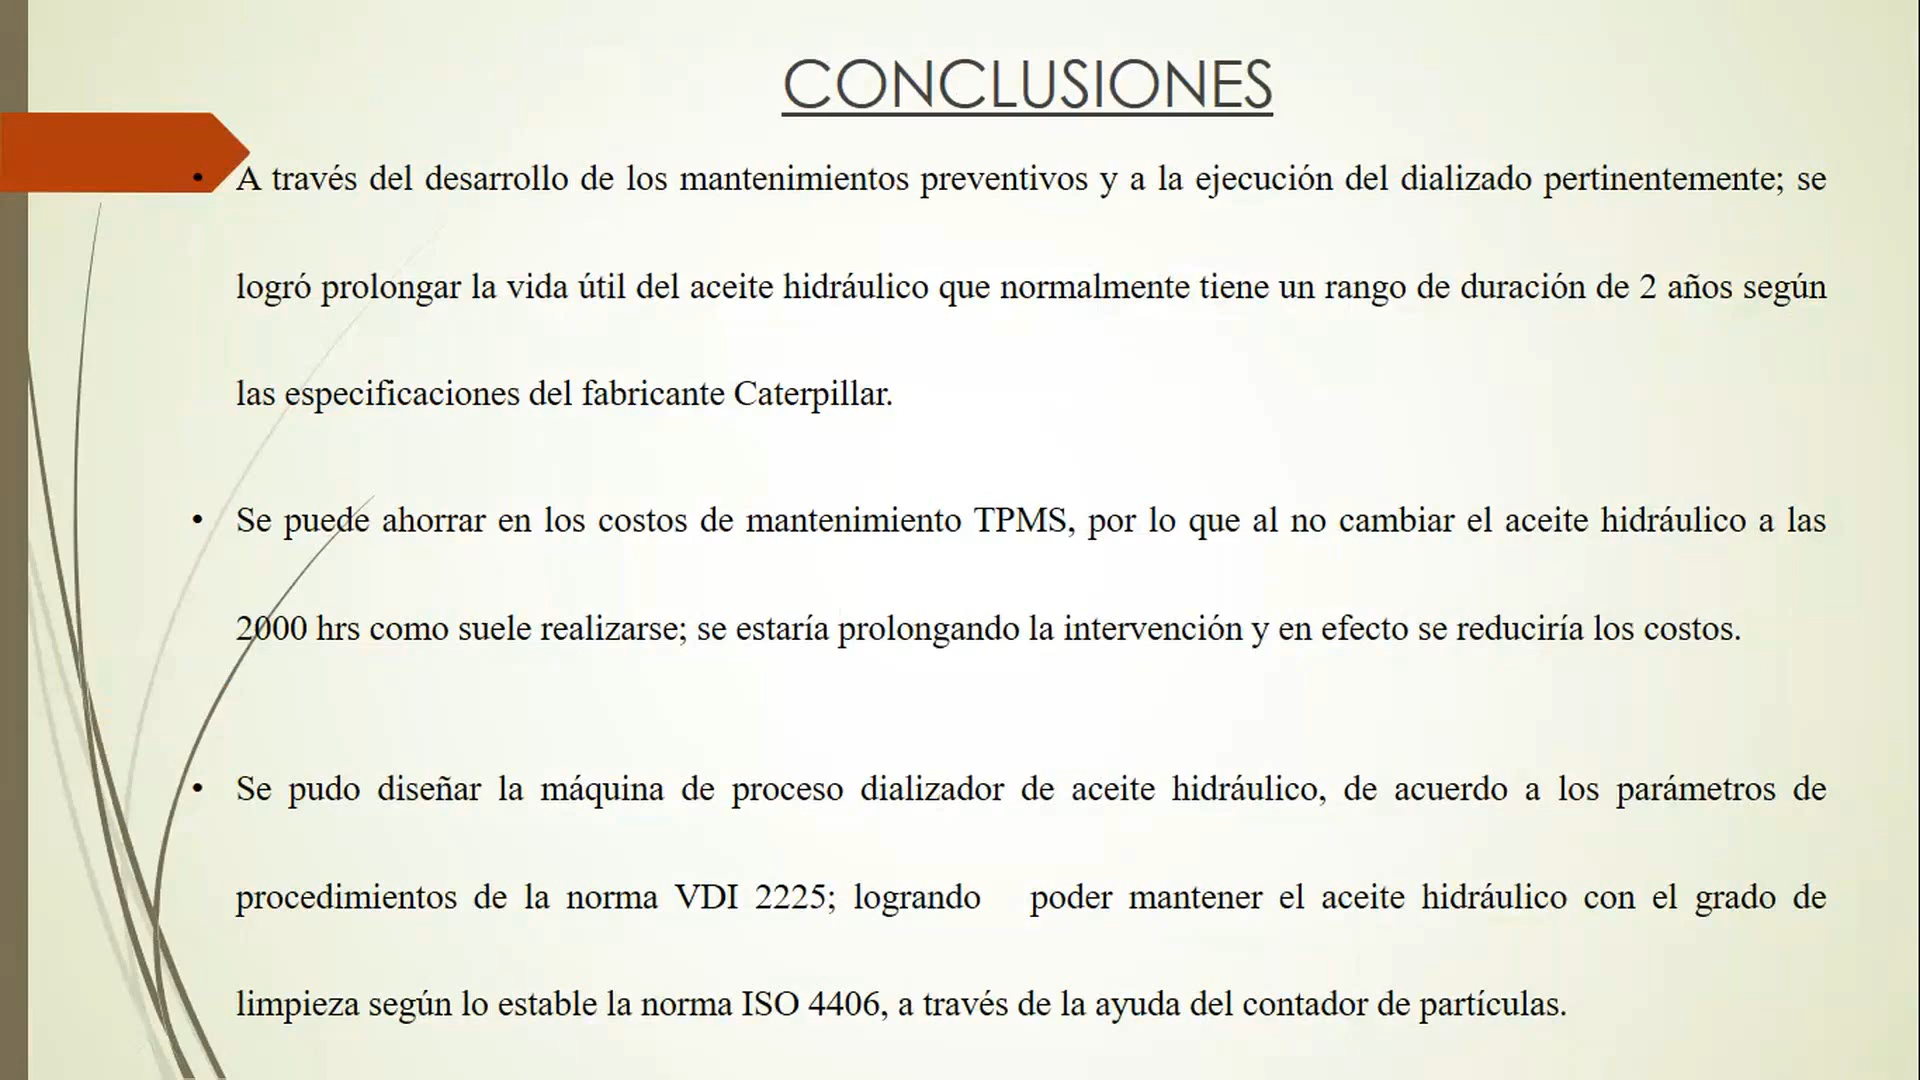 CONCLUSIONES
• A través del desarrollo de los mantenimientos preventivos y a la ejecución del dializado pertinentemente; se
logró prolongar la vida útil del aceite hidráulico que normalmente tiene un rango de duración de 2 años según
las especificaciones del fabricante Caterpillar.
• Se puede ahorrar en los costos de mantenimiento TPMS, por lo que al no cambiar el aceite hidráulico a las
2000 hrs como suele realizarse; se estaría prolongando la intervención y en efecto se reduciría los costos.
• Se pudo diseñar la máquina de proceso dializador de aceite hidráulico, de acuerdo a los parámetros de
procedimientos de la norma VDI 2225; logrando poder mantener el aceite hidráulico con el grado de
limpieza según lo estable la norma ISO 4406, a través de la ayuda del contador de partículas.